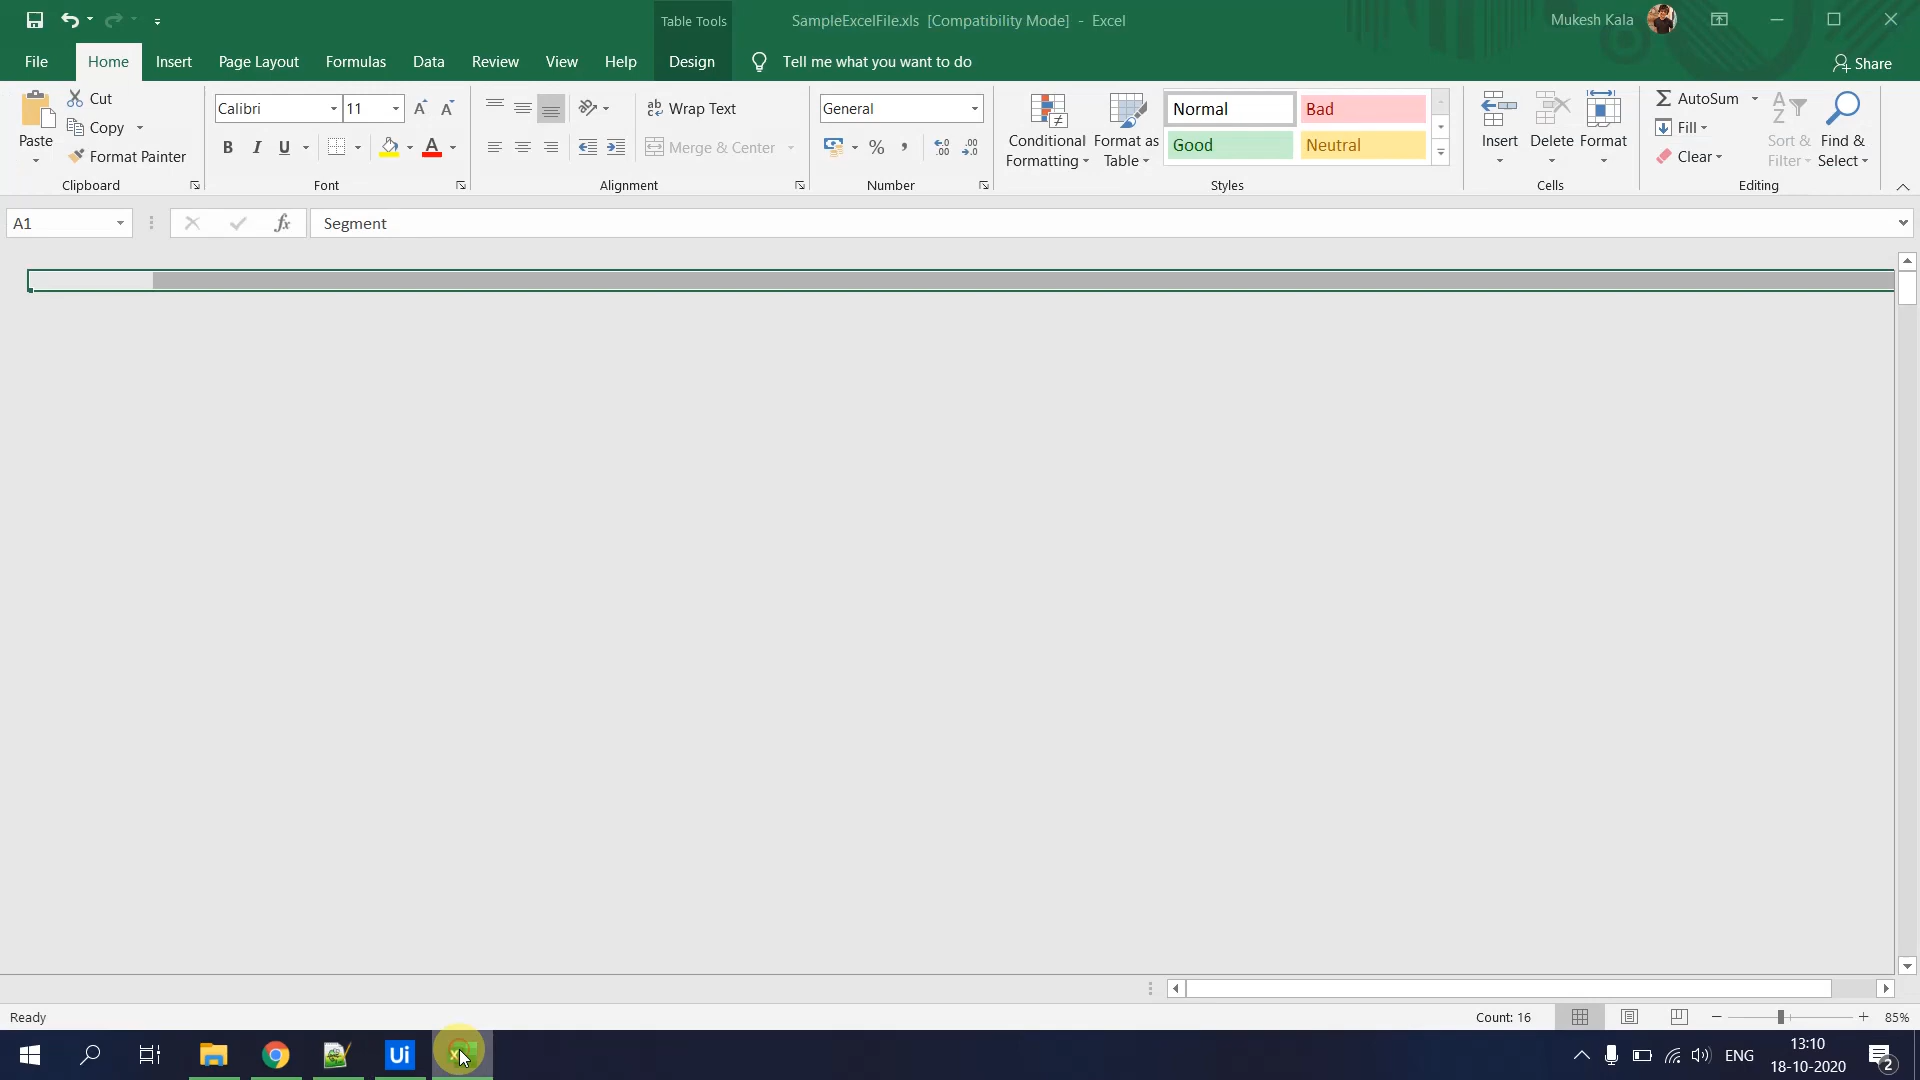 Table Tools
SampleExcelFile.xls [Compatibility Mode] - Excel
Mukesh Kala
File
Home
Insert
Page Layout
Formulas
Data
Review
View
Help
Design
Tell me what you want to do
Share
Paste
Cut
Copy
Format Painter
Clipboard
Calibri
11
A
A
B
I
U
A
Font
ab
Wrap Text
Merge & Center
Alignment
General
%
Number
Conditional
Formatting
Format as
Table
Normal
Bad
Good
Neutral
Styles
Insert
Delete
Format
Cells
AutoSum
Fill
Clear
Sort &
Filter
Find &
Select
Editing
A1
fx
Segment
Ready
Count: 16
85%
Ui
ENG
13:10
18-10-2020
2